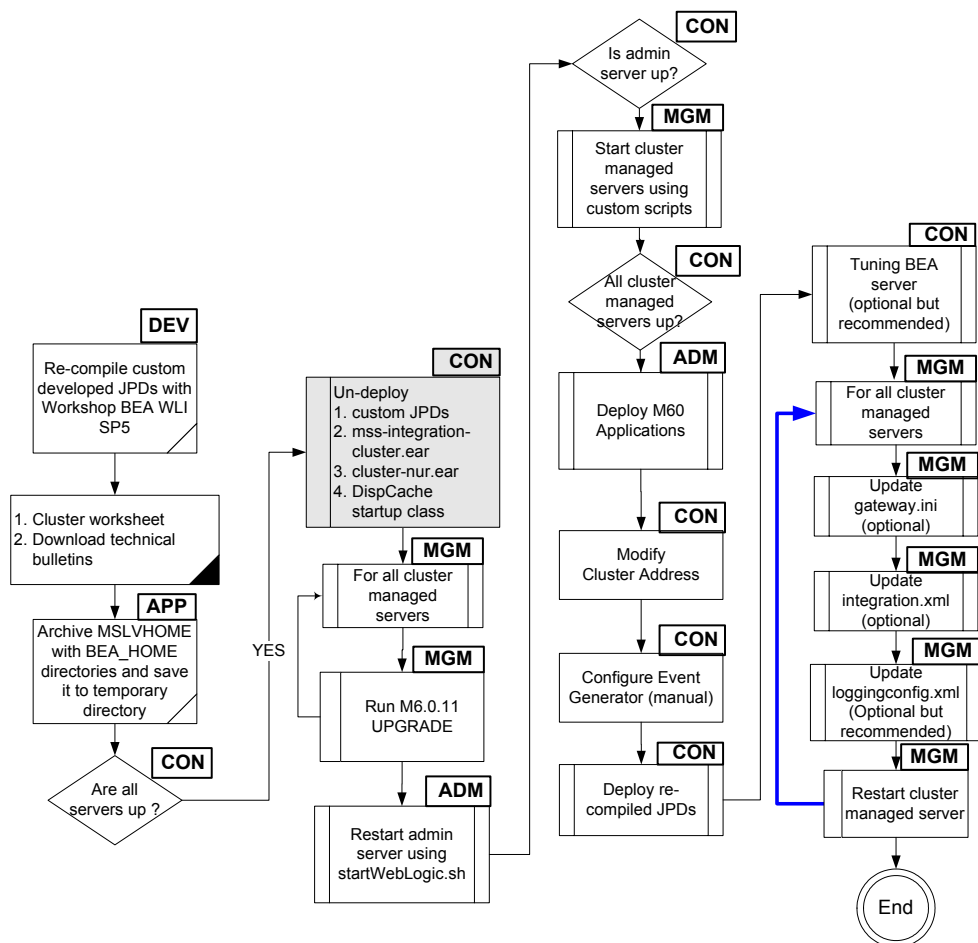 DEV
Re-compile custom
developed JPDs with
Workshop BEA WLI
SP5
1. Cluster worksheet
2. Download technical
bulletins
APP
Archive MSLVHOME
with BEA_HOME
directories and save
it to temporary
directory
CON
Are all
servers up ?
YES
CON
Un-deploy
1. custom JPDs
2. mss-integration-
cluster.ear
3. cluster-nur.ear
4. DispCache
startup class
MGM
For all cluster
managed
servers
MGM
Run M6.0.11
UPGRADE
ADM
Restart admin
server using
startWebLogic.sh
CON
Is admin
server up?
MGM
Start cluster
managed
servers using
custom scripts
CON
All cluster
managed
servers up?
ADM
Deploy M60
Applications
CON
Modify
Cluster Address
CON
Configure Event
Generator (manual)
CON
Deploy re-
compiled JPDs
CON
Tuning BEA
server
(optional but
recommended)
MGM
For all cluster
managed
servers
MGM
Update
gateway.ini
(optional)
MGM
Update
integration.xml
(optional)
MGM
Update
loggingconfig.xml
(Optional but
recommended)
MGM
Restart cluster
managed server
End